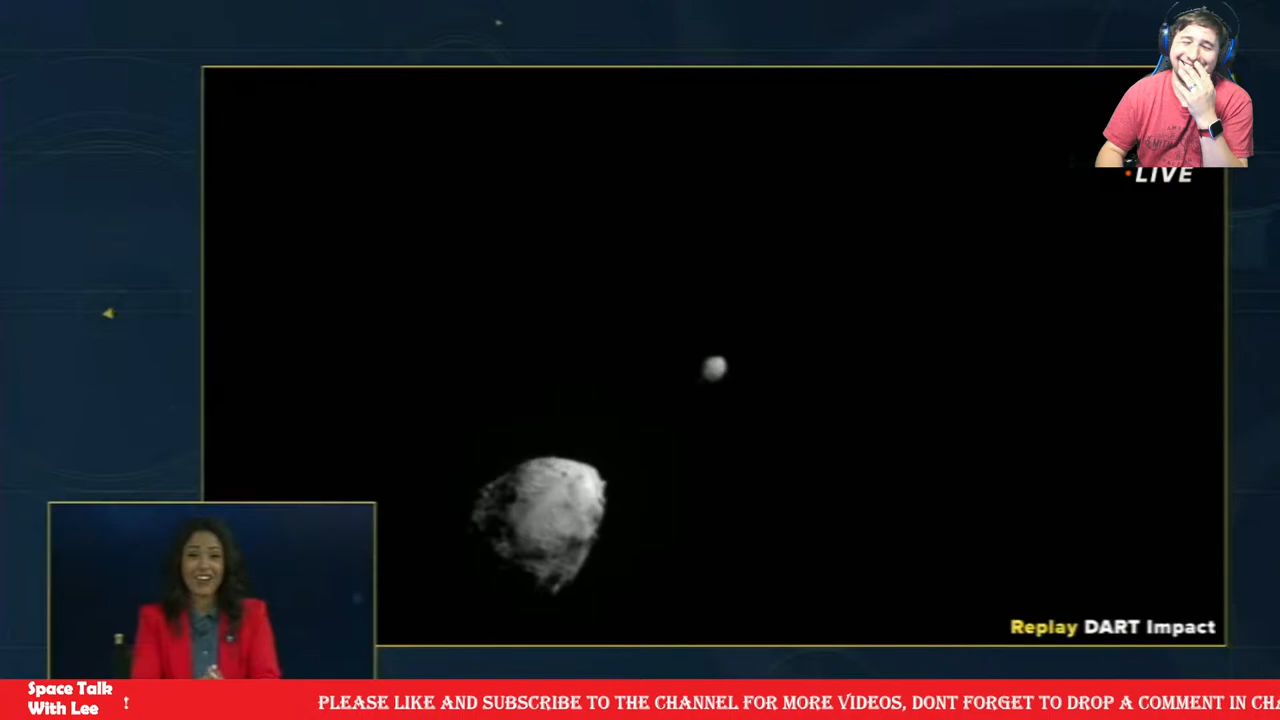 LIVE
Replay DART Impact
Space Talk
With Lee
!
PLEASE LIKE AND SUBSCRIBE TO THE CHANNEL FOR MORE VIDEOS, DONT FORGET TO DROP A COMMENT IN CHA